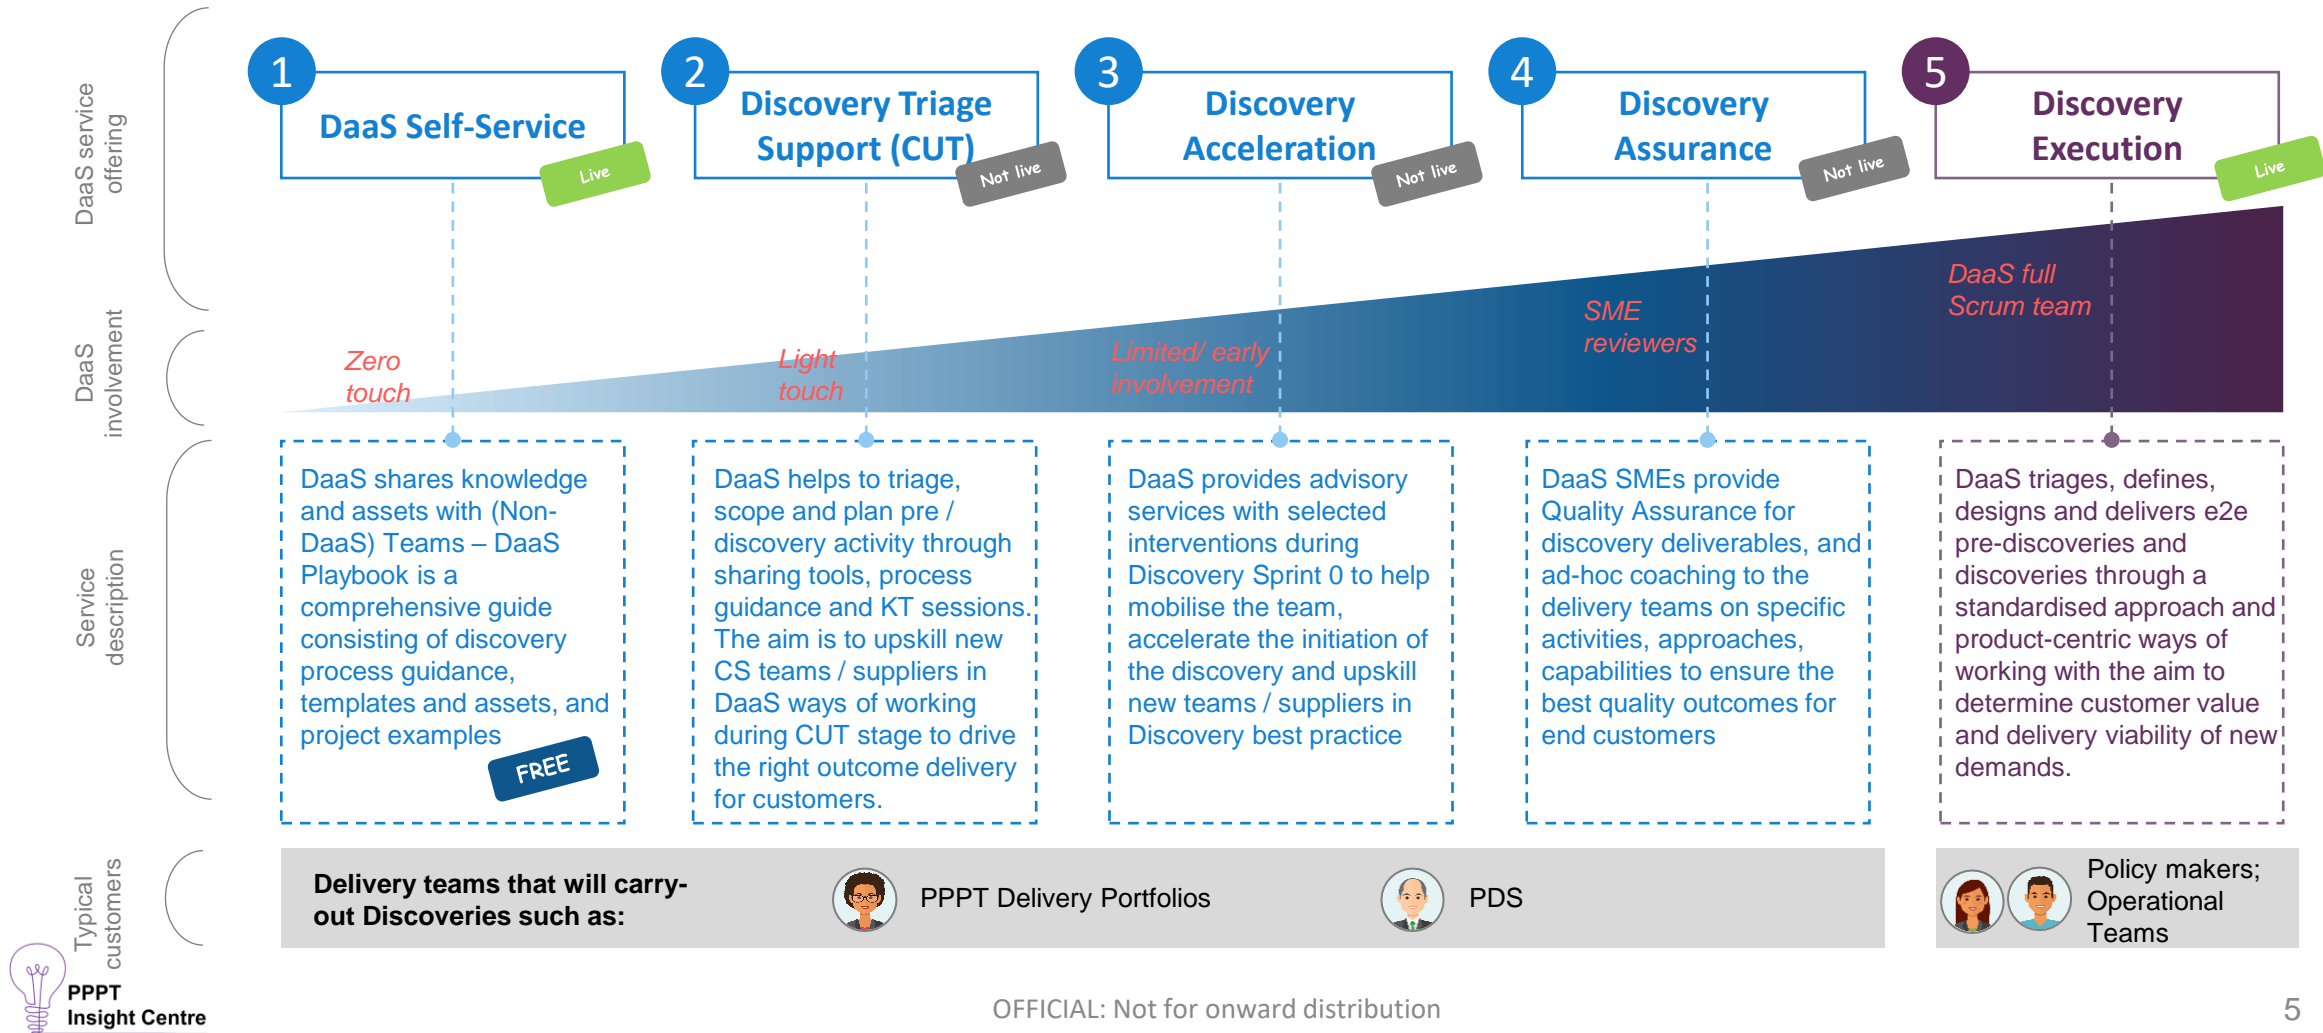 DaaS service
offering
1
DaaS Self-Service
Live
2
Discovery Triage
Support (CUT)
Not live
3
Discovery
Acceleration
Not live
4
Discovery
Assurance
Not live
5
Discovery
Execution
Live
DaaS
involvement
Zero
touch
Light
touch
Limited/ early
involvement
SME
reviewers
DaaS full
Scrum team
Service
description
DaaS shares knowledge
and assets with (Non-
DaaS) Teams – DaaS
Playbook is a
comprehensive guide
consisting of discovery
process guidance,
templates and assets, and
project examples
FREE
DaaS helps to triage,
scope and plan pre /
discovery activity through
sharing tools, process
guidance and KT sessions.
The aim is to upskill new
CS teams / suppliers in
DaaS ways of working
during CUT stage to drive
the right outcome delivery
for customers.
DaaS provides advisory
services with selected
interventions during
Discovery Sprint 0 to help
mobilise the team,
accelerate the initiation of
the discovery and upskill
new teams / suppliers in
Discovery best practice
DaaS SMEs provide
Quality Assurance for
discovery deliverables, and
ad-hoc coaching to the
delivery teams on specific
activities, approaches,
capabilities to ensure the
best quality outcomes for
end customers
DaaS triages, defines,
designs and delivers e2e
pre-discoveries and
discoveries through a
standardised approach and
product-centric ways of
working with the aim to
determine customer value
and delivery viability of new
demands.
Typical
customers
Delivery teams that will carry-
out Discoveries such as:
PPPT Delivery Portfolios
PDS
Policy makers;
Operational
Teams
PPPT
Insight Centre
OFFICIAL: Not for onward distribution
5